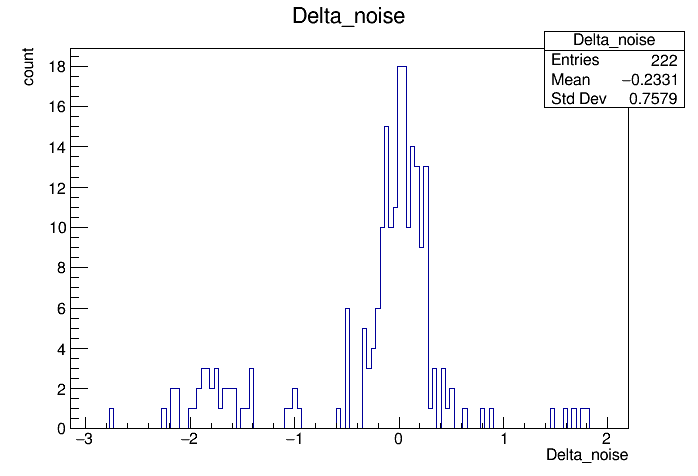 Delta_noise
Delta_noise
Entries 222
Mean −0.2331
Std Dev 0.7579
count
18
16
14
12
10
8
6
4
2
0
−3 −2 −1 0 1 2
Delta_noise